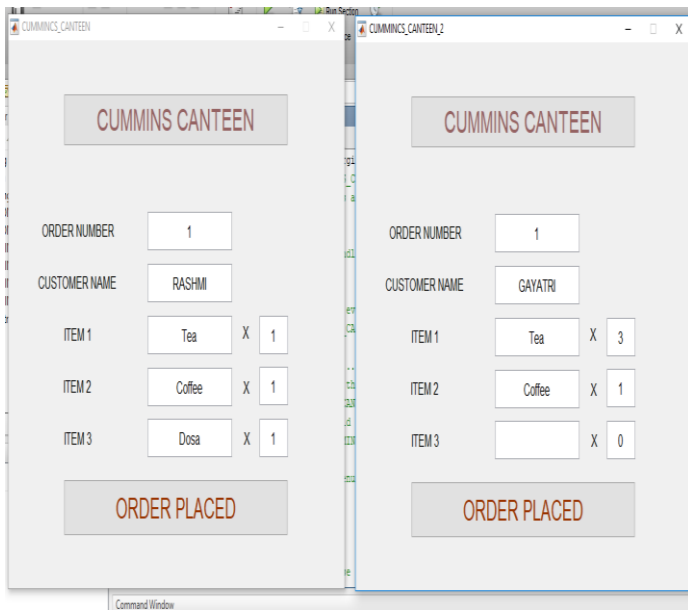 Run Section
CUMMINCS_CANTEEN
CUMMINS CANTEEN
ORDER NUMBER 1
CUSTOMER NAME RASHMI
ITEM 1 Tea X 1
ITEM 2 Coffee X 1
ITEM 3 Dosa X 1
ORDER PLACED
CUMMINCS_CANTEEN_2
CUMMINS CANTEEN
ORDER NUMBER 1
CUSTOMER NAME GAYATRI
ITEM 1 Tea X 3
ITEM 2 Coffee X 1
ITEM 3 X 0
ORDER PLACED
Command Window